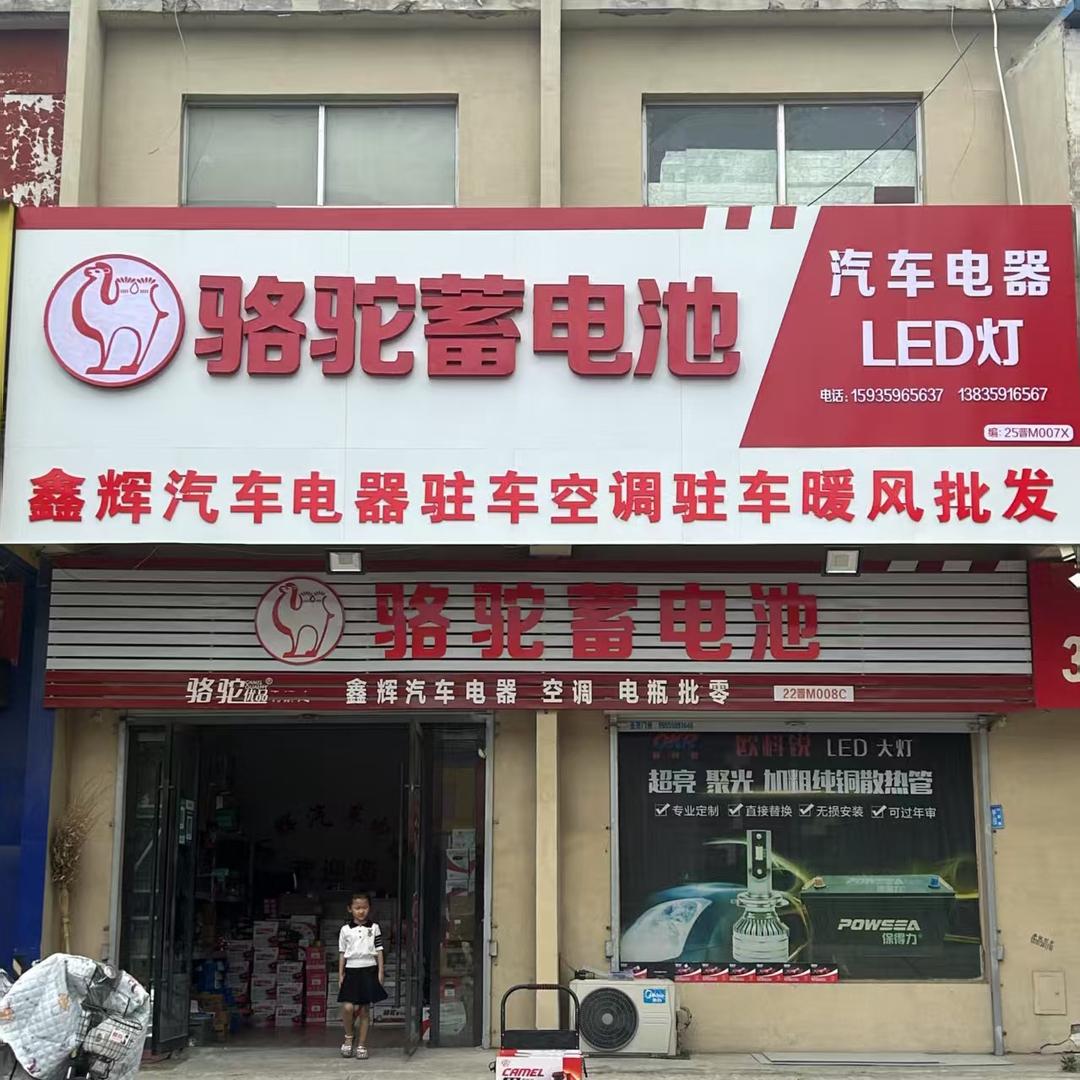 骆驼蓄电池
汽车电器
LED灯
电话:15935965637 13835916567
编:25晋M007X
鑫辉汽车电器驻车空调驻车暖风批发
骆驼蓄电池
骆驼优品
鑫辉汽车电器 空调 电瓶批零
22晋M008C
欧科锐 LED 大灯
超亮 聚光 加粗纯铜散热管
专业定制 直接替换 无损安装 可过年审
POWSEA
保得力
CAMEL